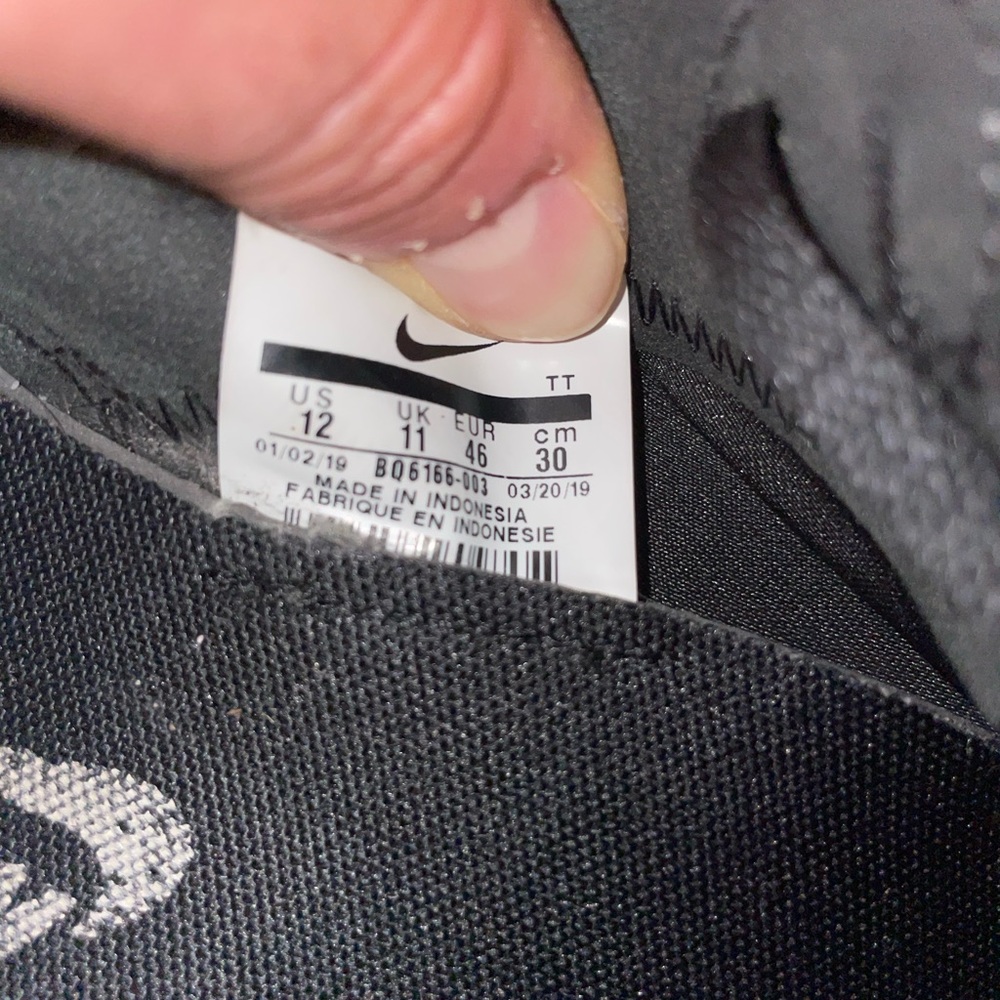 TT
US UK EUR cm
12 11 46 30
01/02/19 BQ6166-003 03/20/19
MADE IN INDONESIA
FABRIQUE EN INDONESIE